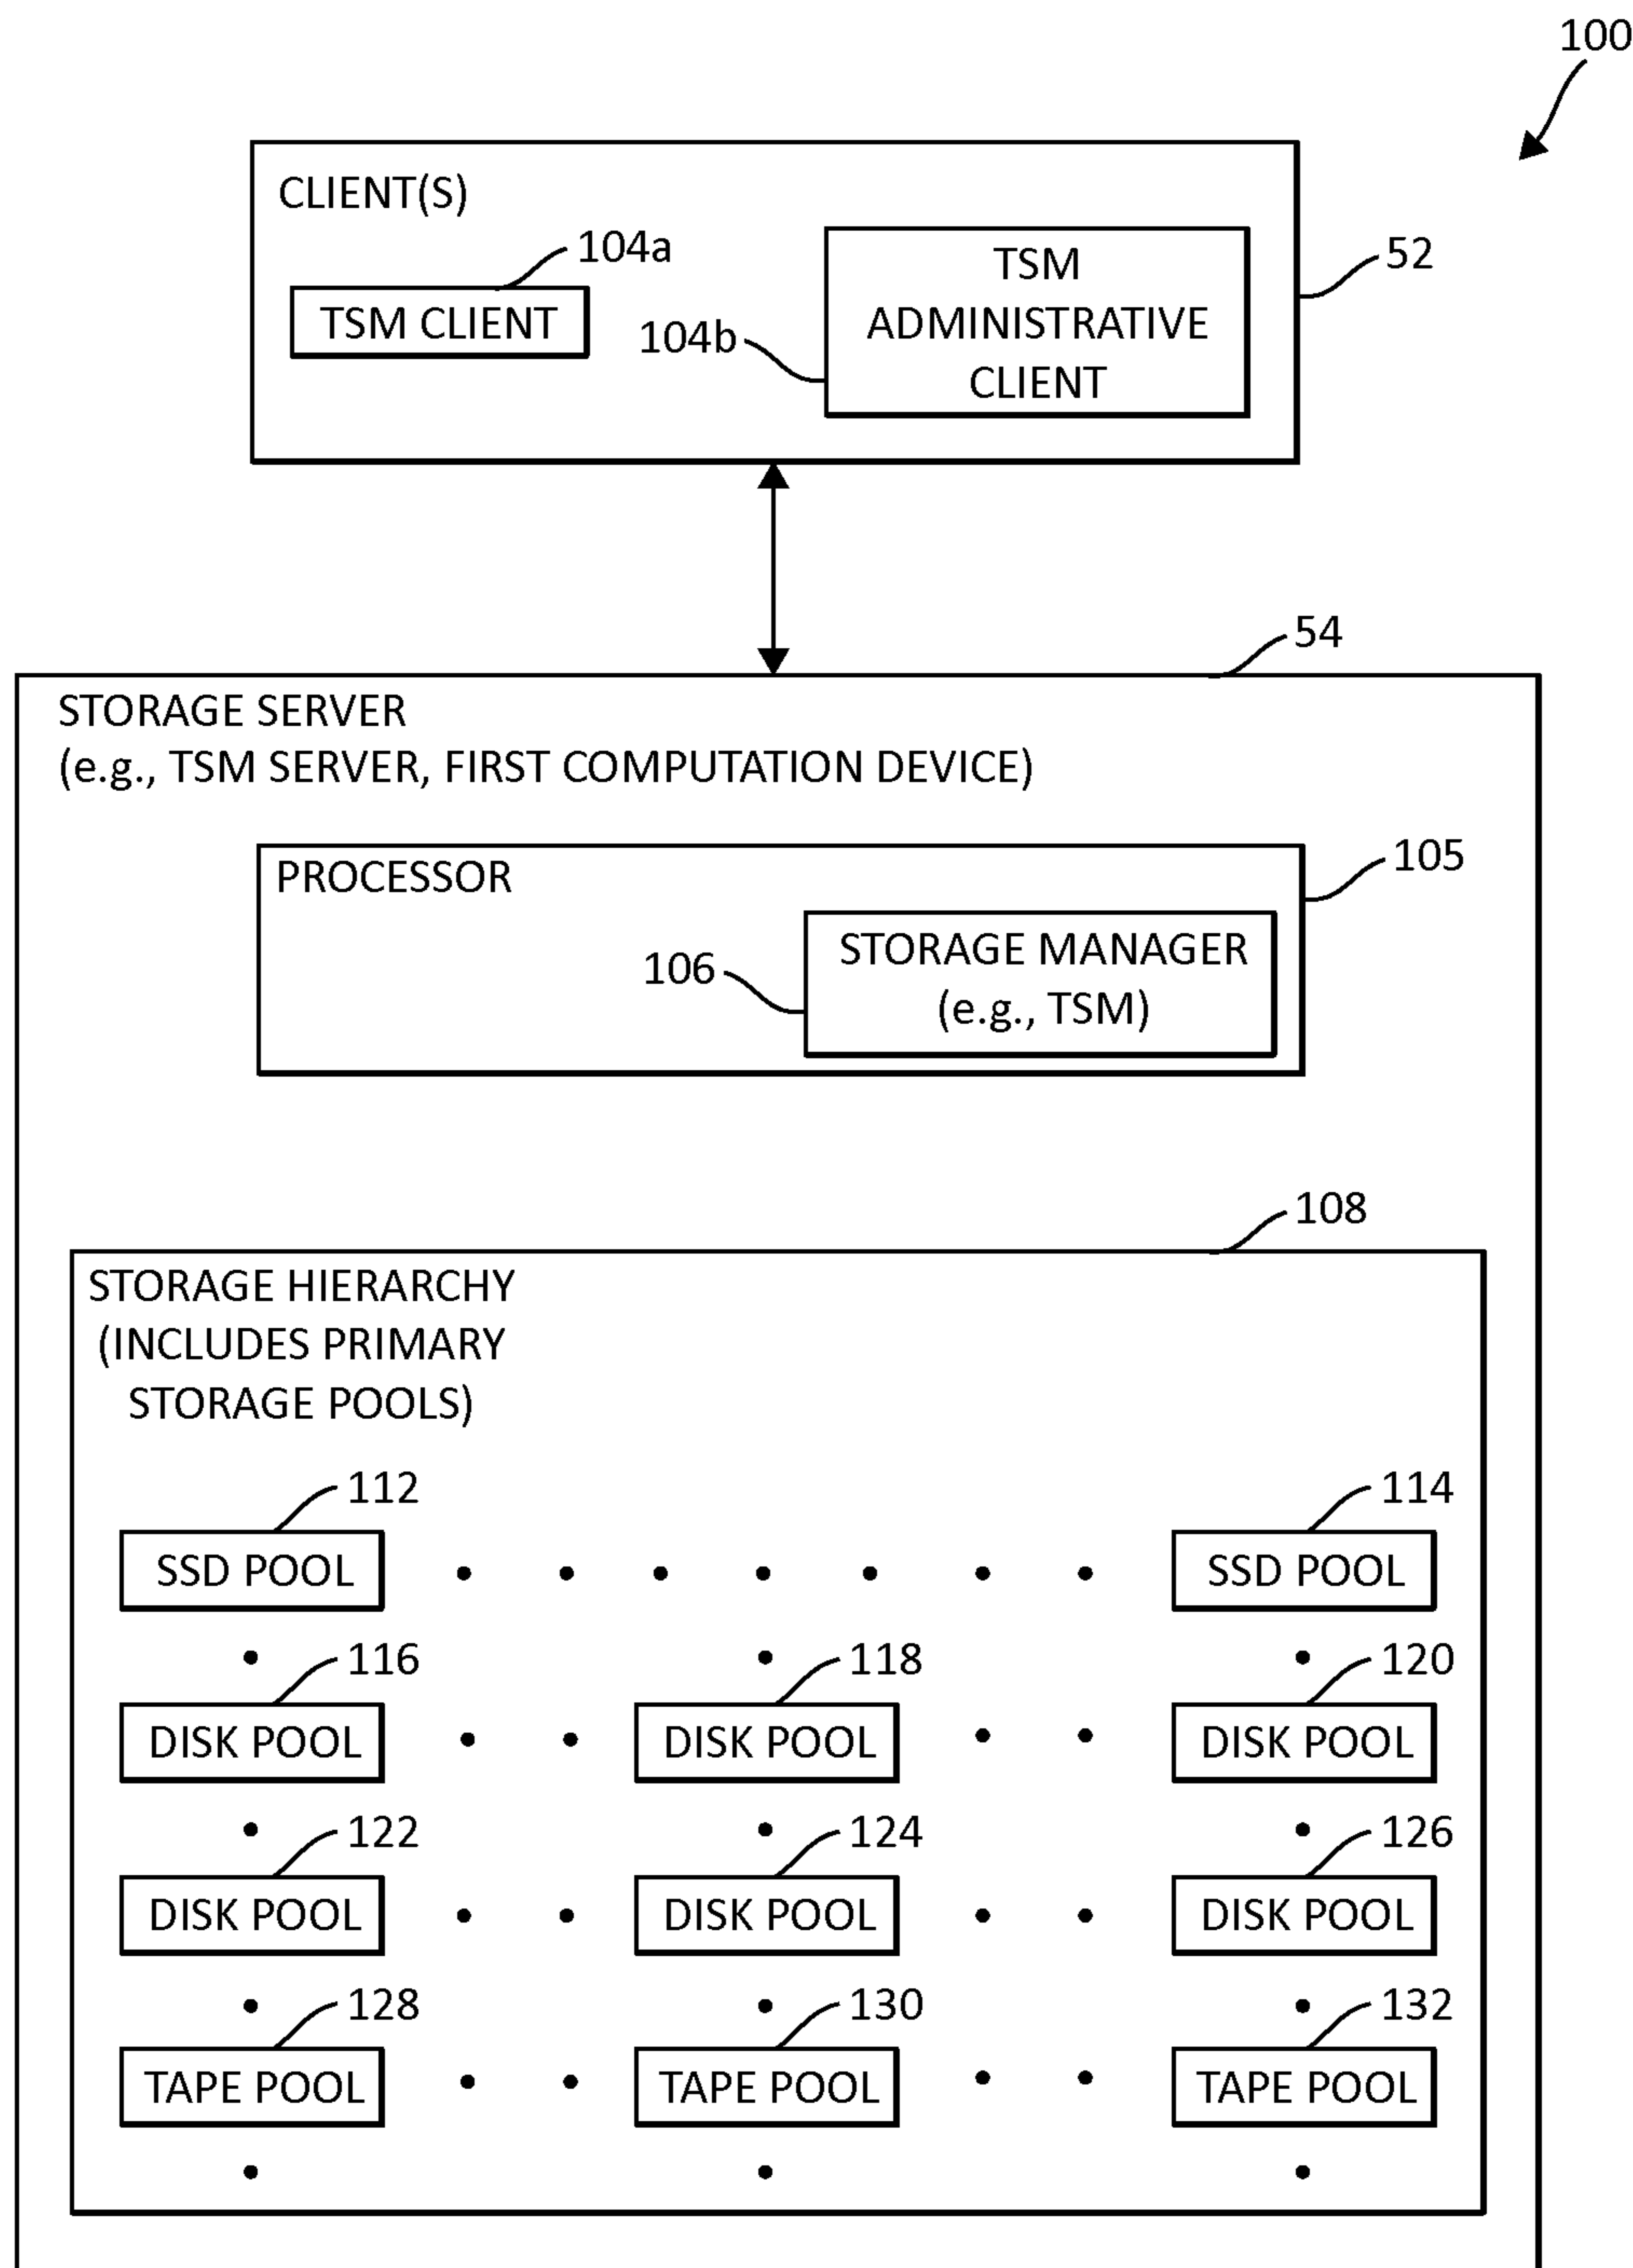 100
CLIENT(S)
104a
TSM CLIENT
104b
TSM
ADMINISTRATIVE
CLIENT
52
54
STORAGE SERVER
(e.g., TSM SERVER, FIRST COMPUTATION DEVICE)
PROCESSOR
105
106
STORAGE MANAGER
(e.g., TSM)
108
STORAGE HIERARCHY
(INCLUDES PRIMARY
STORAGE POOLS)
112
114
SSD POOL
SSD POOL
116
118
120
DISK POOL
DISK POOL
DISK POOL
122
124
126
DISK POOL
DISK POOL
DISK POOL
128
130
132
TAPE POOL
TAPE POOL
TAPE POOL